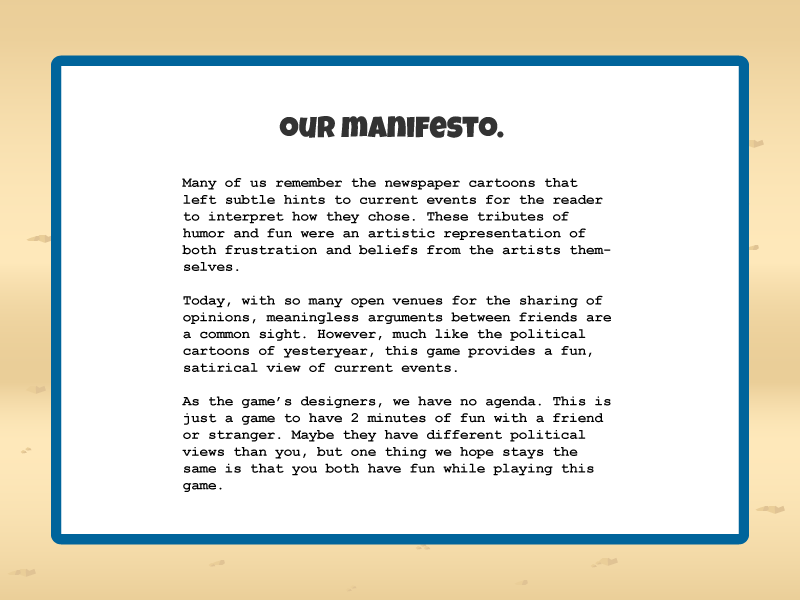 OUR MANIFESTO.
Many of us remember the newspaper cartoons that
left subtle hints to current events for the reader
to interpret how they chose. These tributes of
humor and fun were an artistic representation of
both frustration and beliefs from the artists them-
selves.
Today, with so many open venues for the sharing of
opinions, meaningless arguments between friends are
a common sight. However, much like the political
cartoons of yesteryear, this game provides a fun,
satirical view of current events.
As the game’s designers, we have no agenda. This is
just a game to have 2 minutes of fun with a friend
or stranger. Maybe they have different political
views than you, but one thing we hope stays the
same is that you both have fun while playing this
game.